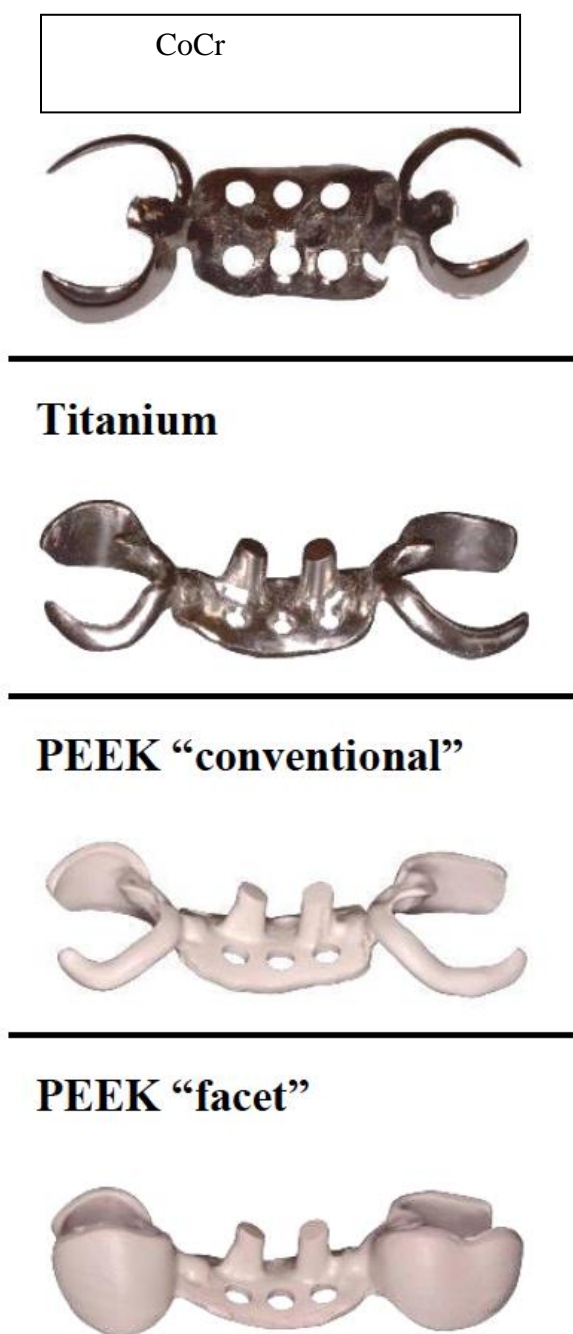 CoCr
Titanium
PEEK “conventional”
PEEK “facet”